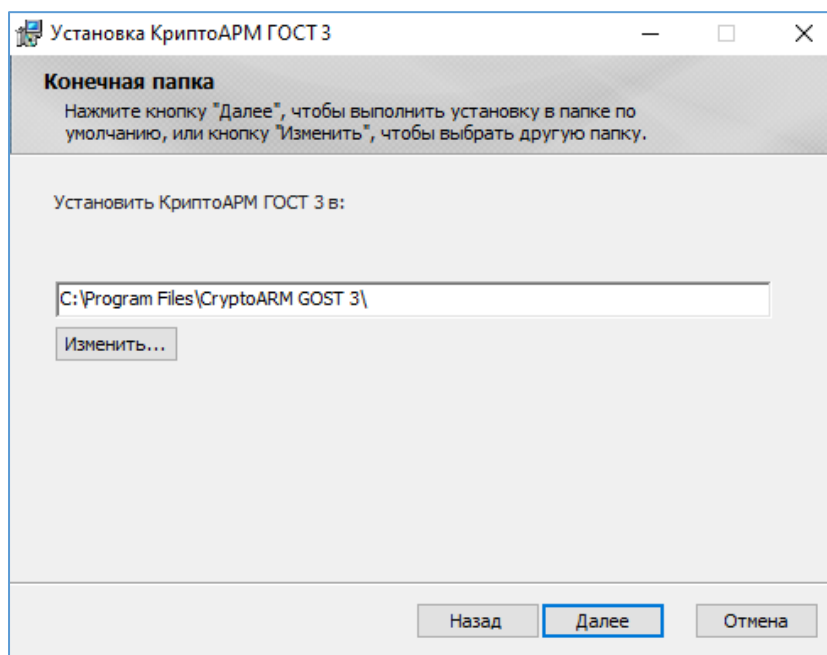 Установка КриптоАРМ ГОСТ 3
Конечная папка
Нажмите кнопку "Далее", чтобы выполнить установку в папке по
умолчанию, или кнопку "Изменить", чтобы выбрать другую папку.
Установить КриптоАРМ ГОСТ 3 в:
C:\Program Files\CryptoARM GOST 3\
Изменить...
Назад Далее Отмена